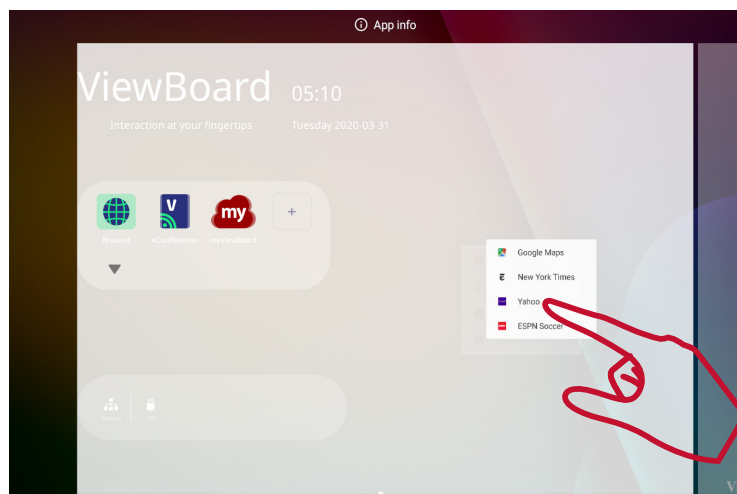 App info
ViewBoard 05:10
Interaction at your fingertips Tuesday 2020-03-31
V
my
+
Browser vCastReceiver myViewBoard
Google Maps
New York Times
Yahoo
ESPN Soccer
V